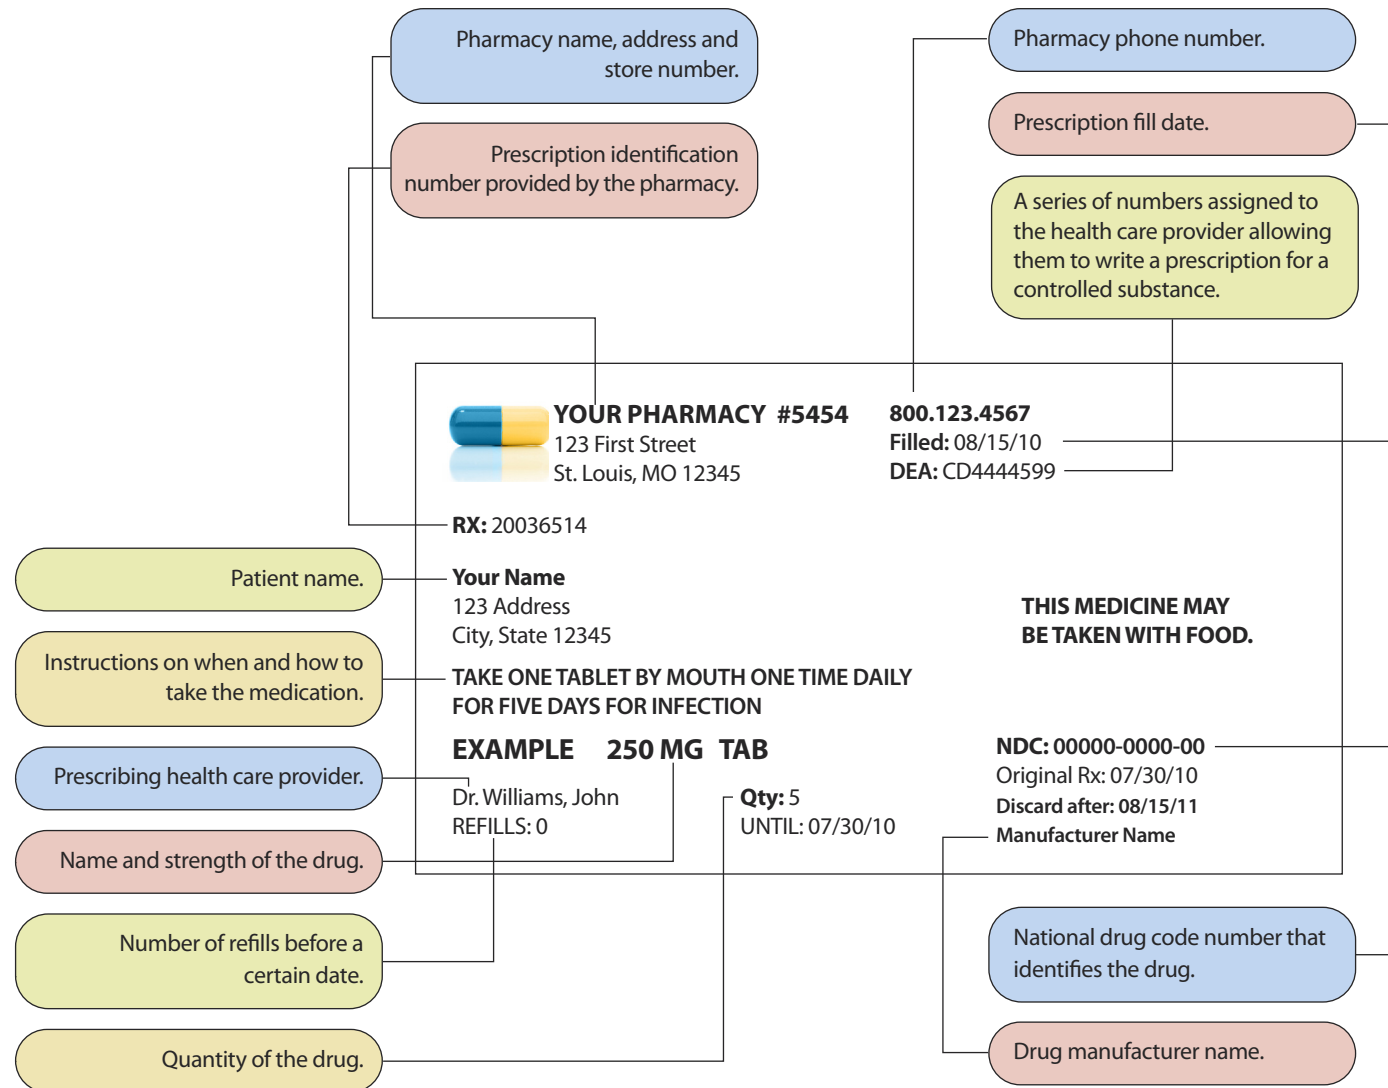 Pharmacy name, address and
store number.
Prescription identification
number provided by the pharmacy.
Pharmacy phone number.
Prescription fill date.
A series of numbers assigned to
the health care provider allowing
them to write a prescription for a
controlled substance.
YOUR PHARMACY #5454
123 First Street
St. Louis, MO 12345
800.123.4567
Filled: 08/15/10
DEA: CD4444599
RX: 20036514
Patient name.
Your Name
123 Address
City, State 12345
THIS MEDICINE MAY
BE TAKEN WITH FOOD.
Instructions on when and how to
take the medication.
TAKE ONE TABLET BY MOUTH ONE TIME DAILY
FOR FIVE DAYS FOR INFECTION
EXAMPLE 250 MG TAB
Prescribing health care provider.
Dr. Williams, John
REFILLS: 0
Qty: 5
UNTIL: 07/30/10
NDC: 00000-0000-00
Original Rx: 07/30/10
Discard after: 08/15/11
Manufacturer Name
Name and strength of the drug.
Number of refills before a
certain date.
Quantity of the drug.
National drug code number that
identifies the drug.
Drug manufacturer name.